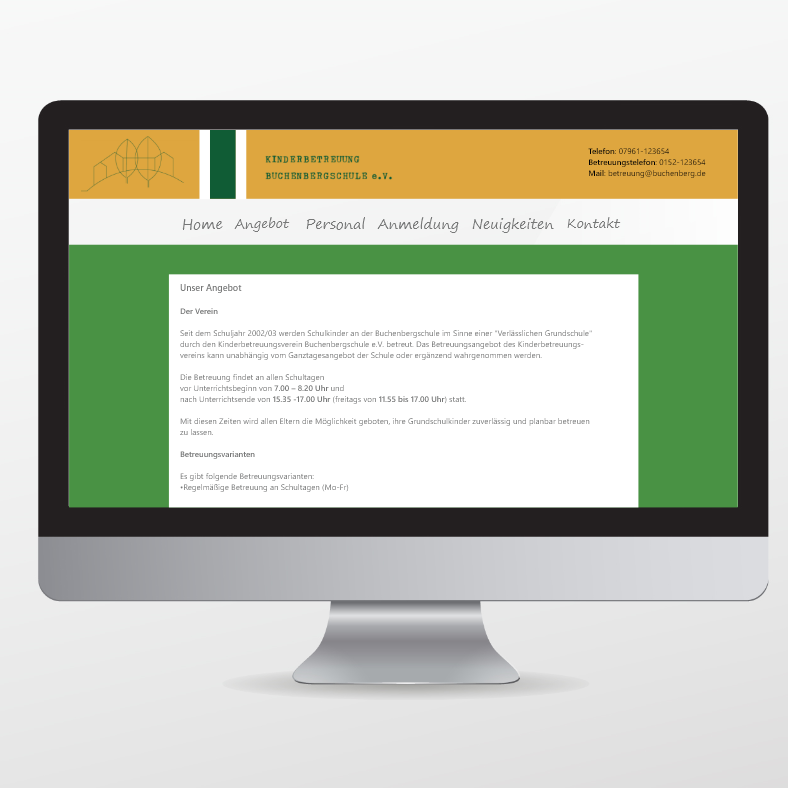 KINDERBETREUUNG
BUCHENBERGSCHULE e.V.
Telefon: 07961-123654
Betreuungstelefon: 0152-123654
Mail: betreuung@buchenberg.de
Home Angebot Personal Anmeldung Neuigkeiten Kontakt
Unser Angebot
Der Verein
Seit dem Schuljahr 2002/03 werden Schulkinder an der Buchenbergschule im Sinne einer "Verlässlichen Grundschule"
durch den Kinderbetreuungsverein Buchenbergschule e.V. betreut. Das Betreuungsangebot des Kinderbetreuungs-
vereins kann unabhängig vom Ganztagesangebot der Schule oder ergänzend wahrgenommen werden.
Die Betreuung findet an allen Schultagen
vor Unterrichtsbeginn von 7.00 – 8.20 Uhr und
nach Unterrichtsende von 15.35 -17.00 Uhr (freitags von 11.55 bis 17.00 Uhr) statt.
Mit diesen Zeiten wird allen Eltern die Möglichkeit geboten, ihre Grundschulkinder zuverlässig und planbar betreuen
zu lassen.
Betreuungsvarianten
Es gibt folgende Betreuungsvarianten:
•Regelmäßige Betreuung an Schultagen (Mo-Fr)